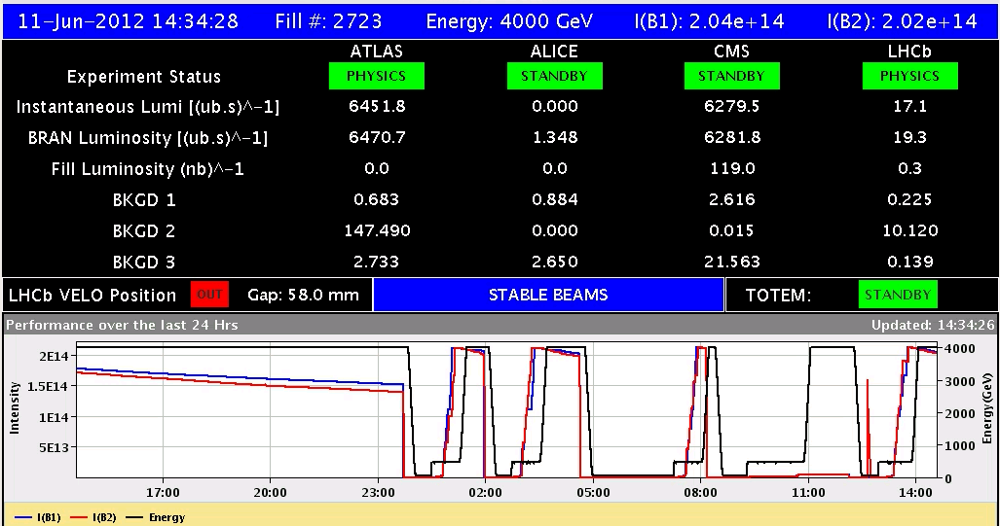 11-Jun-2012 14:34:28 Fill #: 2723 Energy: 4000 GeV I(B1): 2.04e+14 I(B2): 2.02e+14
ATLAS ALICE CMS LHCb
Experiment Status PHYSICS STANDBY STANDBY PHYSICS
Instantaneous Lumi [(ub.s)^-1] 6451.8 0.000 6279.5 17.1
BRAN Luminosity [(ub.s)^-1] 6470.7 1.348 6281.8 19.3
Fill Luminosity (nb)^-1 0.0 0.0 119.0 0.3
BKGD 1 0.683 0.884 2.616 0.225
BKGD 2 147.490 0.000 0.015 10.120
BKGD 3 2.733 2.650 21.563 0.139
LHCb VELO Position OUT Gap: 58.0 mm STABLE BEAMS TOTEM: STANDBY
Performance over the last 24 Hrs Updated: 14:34:26
Intensity
2E14
1.5E14
1E14
5E13
4000
3000
2000
1000
0
Energy (GeV)
17:00 20:00 23:00 02:00 05:00 08:00 11:00 14:00
I(B1) I(B2) Energy